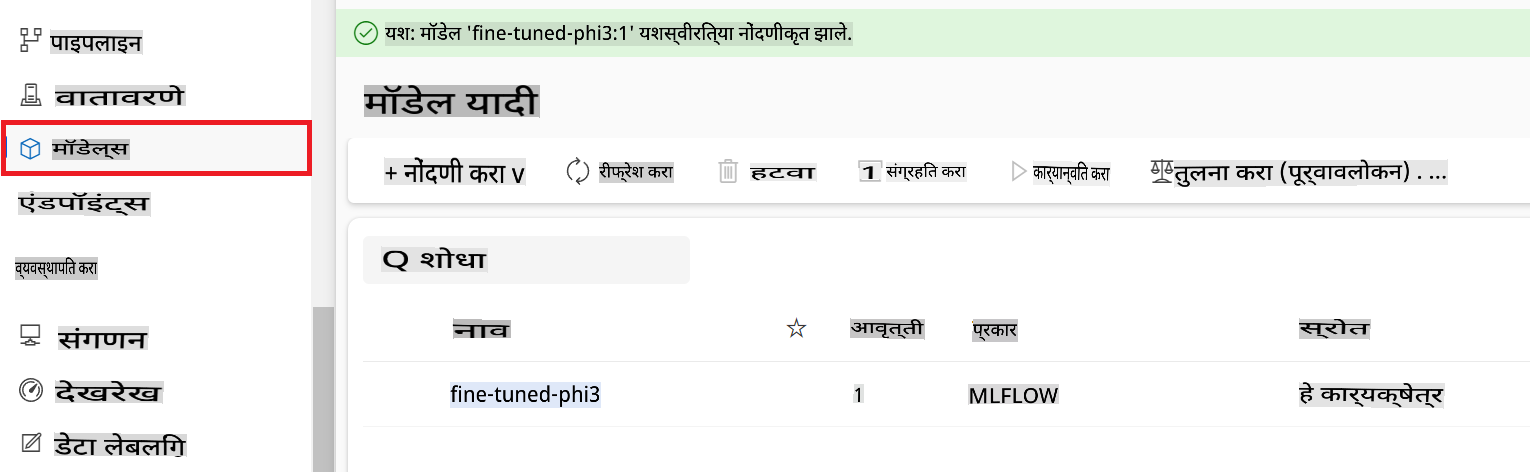 पाइपलाइन
वातावरणे
मॉडेल्स
एंडपॉइंट्स
व्यवस्थापित करा
संगणन
देखरेख
डेटा लेबलिंग
यश: मॉडेल 'fine-tuned-phi3:1' यशस्वीरित्या नोंदणीकृत झाले.
मॉडेल यादी
+ नोंदणी करा v रीफ्रेश करा हटवा 1 संग्रहित करा कार्यान्वित करा तुलना करा (पूर्वावलोकन) . ...
Q शोधा
नाव आवृत्ती प्रकार स्रोत
fine-tuned-phi3 1 MLFLOW हे कार्यक्षेत्र